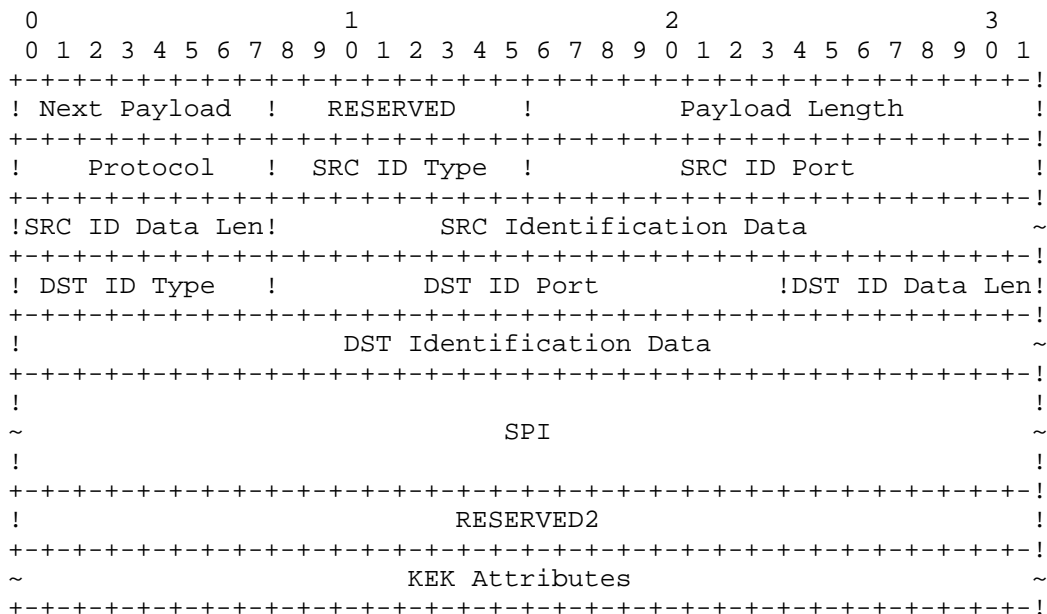 0                   1                   2                   3
 0 1 2 3 4 5 6 7 8 9 0 1 2 3 4 5 6 7 8 9 0 1 2 3 4 5 6 7 8 9 0 1
+-+-+-+-+-+-+-+-+-+-+-+-+-+-+-+-+-+-+-+-+-+-+-+-+-+-+-+-+-+-+-+-!
! Next Payload  !   RESERVED    !         Payload Length        !
+-+-+-+-+-+-+-+-+-+-+-+-+-+-+-+-+-+-+-+-+-+-+-+-+-+-+-+-+-+-+-+-!
!    Protocol   !  SRC ID Type  !         SRC ID Port           !
+-+-+-+-+-+-+-+-+-+-+-+-+-+-+-+-+-+-+-+-+-+-+-+-+-+-+-+-+-+-+-+-!
!SRC ID Data Len!          SRC Identification Data              ~
+-+-+-+-+-+-+-+-+-+-+-+-+-+-+-+-+-+-+-+-+-+-+-+-+-+-+-+-+-+-+-+-!
! DST ID Type   !         DST ID Port           !DST ID Data Len!
+-+-+-+-+-+-+-+-+-+-+-+-+-+-+-+-+-+-+-+-+-+-+-+-+-+-+-+-+-+-+-+-!
!                    DST Identification Data                    ~
+-+-+-+-+-+-+-+-+-+-+-+-+-+-+-+-+-+-+-+-+-+-+-+-+-+-+-+-+-+-+-+-!
!                                                               !
~                              SPI                              ~
!                                                               !
+-+-+-+-+-+-+-+-+-+-+-+-+-+-+-+-+-+-+-+-+-+-+-+-+-+-+-+-+-+-+-+-!
!                           RESERVED2                           !
+-+-+-+-+-+-+-+-+-+-+-+-+-+-+-+-+-+-+-+-+-+-+-+-+-+-+-+-+-+-+-+-!
~                        KEK Attributes                         ~
+-+-+-+-+-+-+-+-+-+-+-+-+-+-+-+-+-+-+-+-+-+-+-+-+-+-+-+-+-+-+-+-!